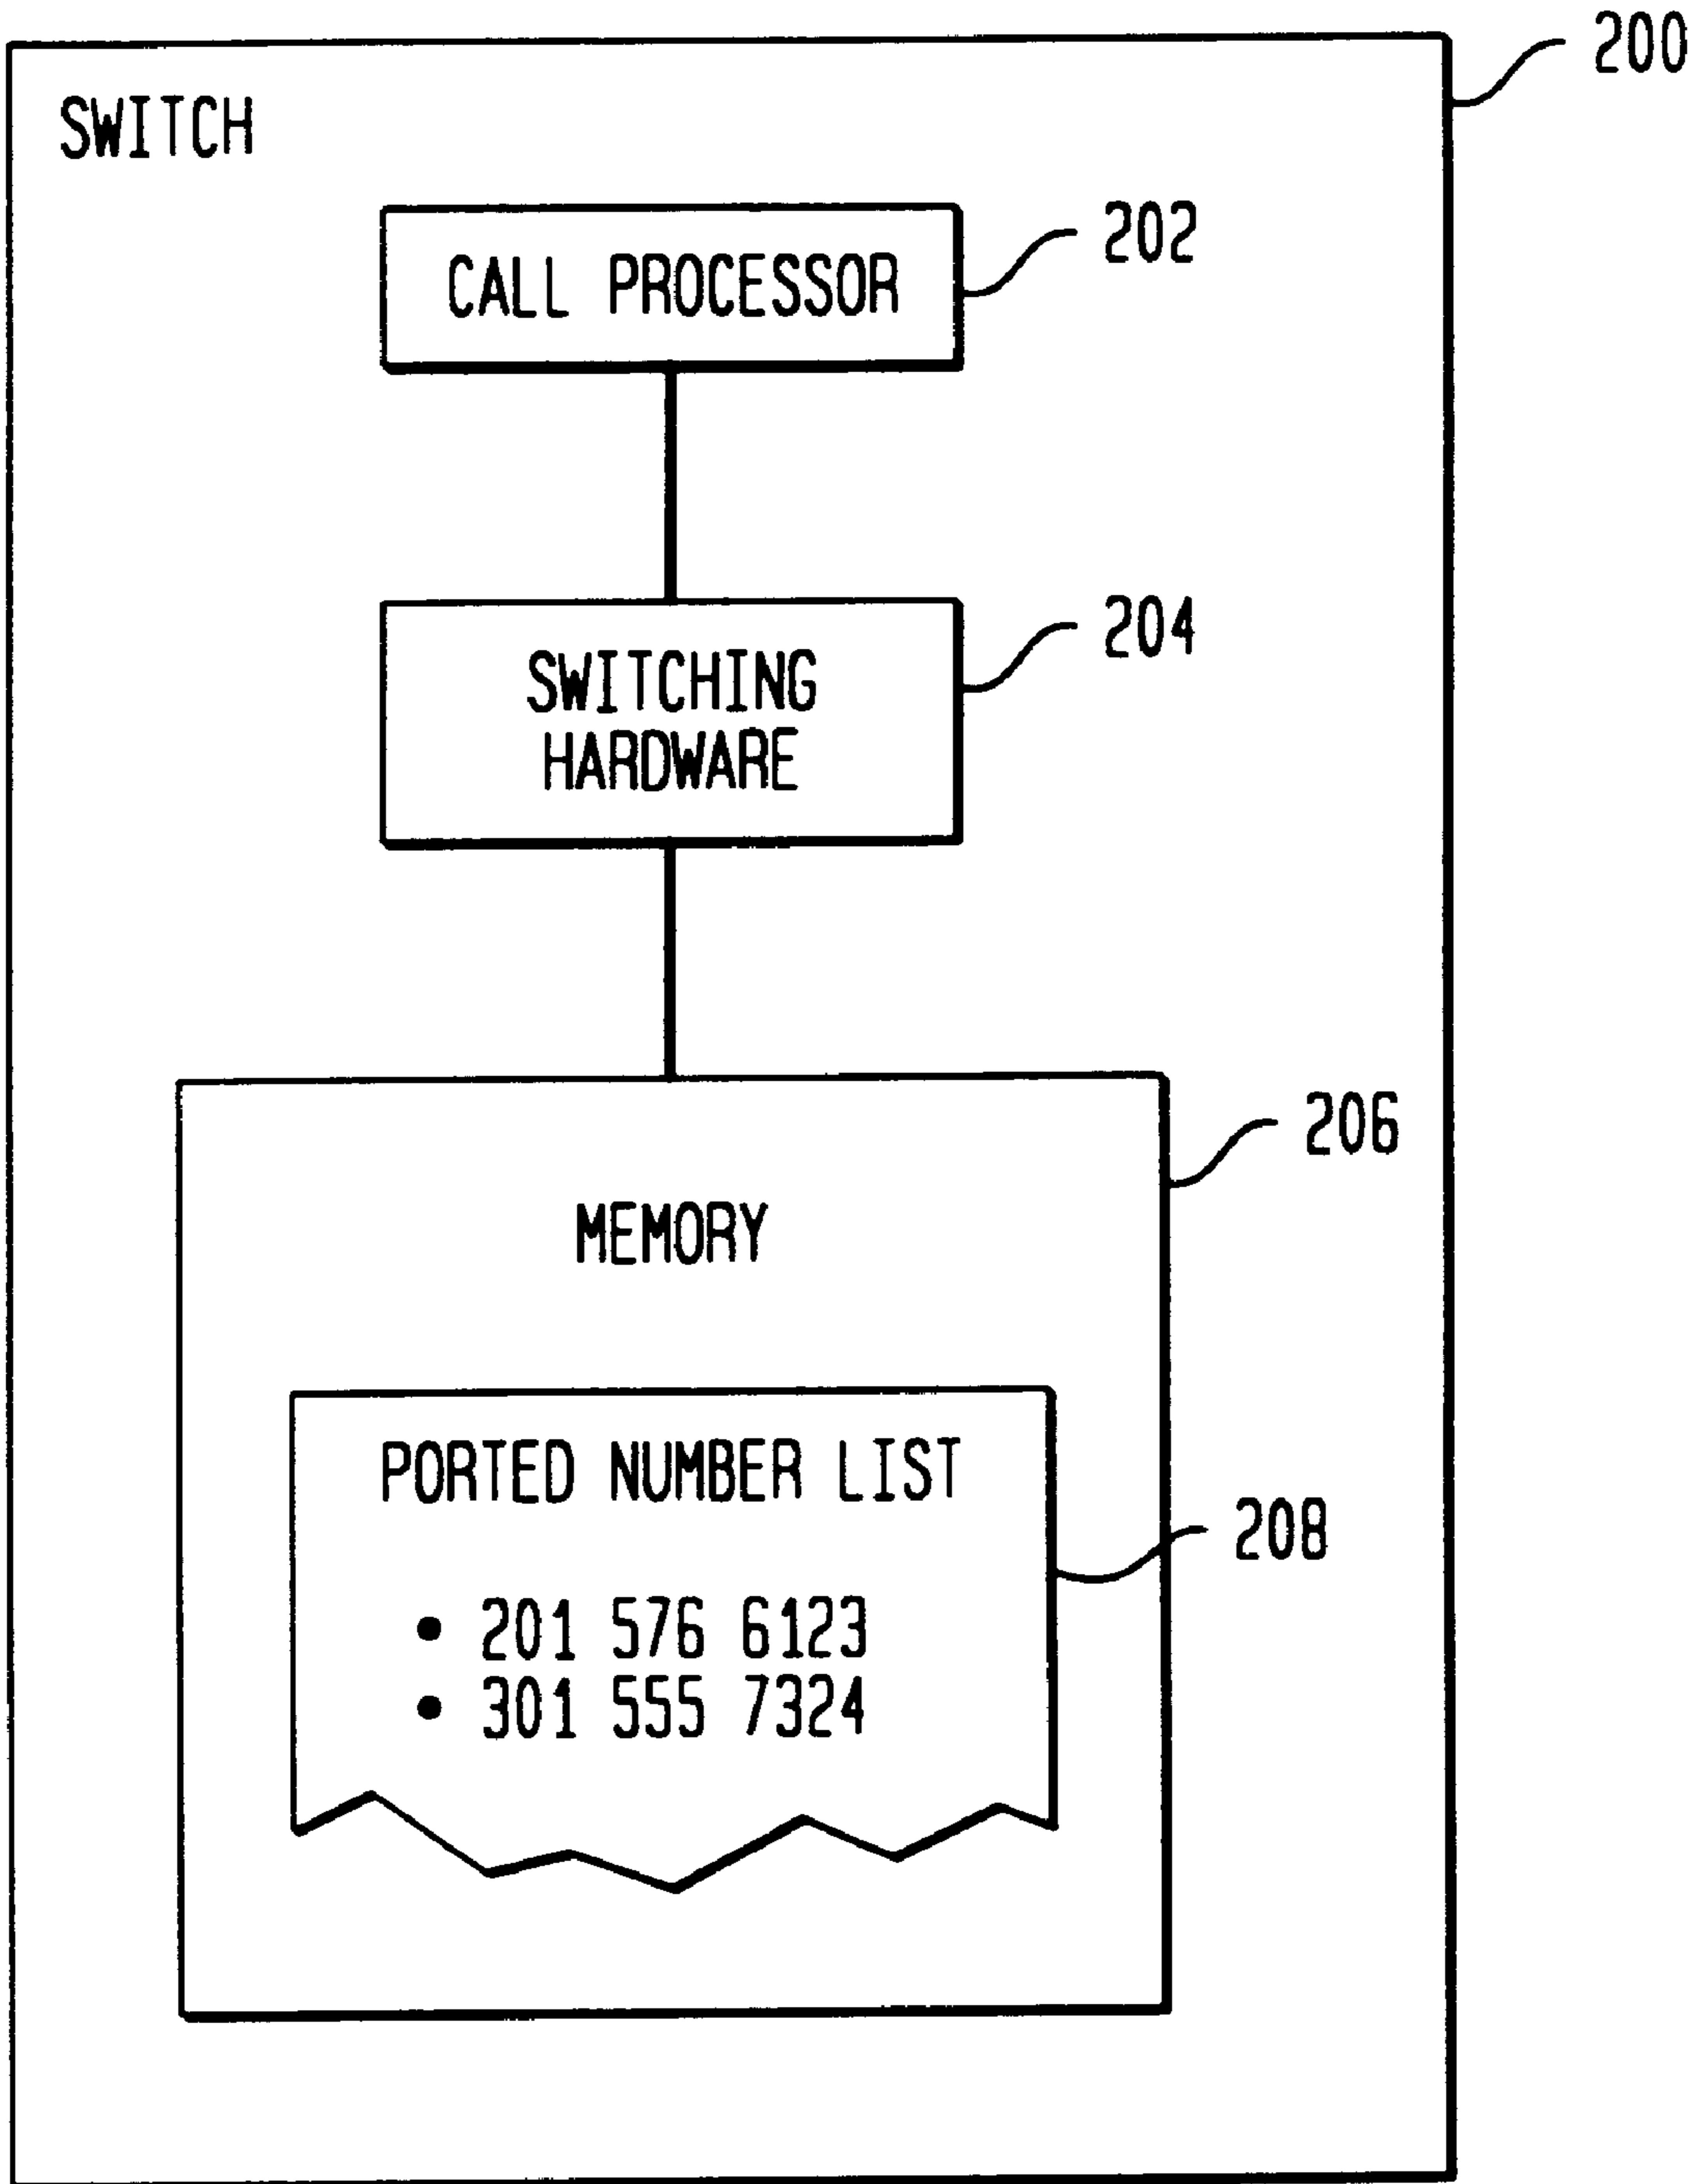 200
SWITCH
202
CALL PROCESSOR
204
SWITCHING
HARDWARE
206
MEMORY
PORTED NUMBER LIST
208
• 201 576 6123
• 301 555 7324